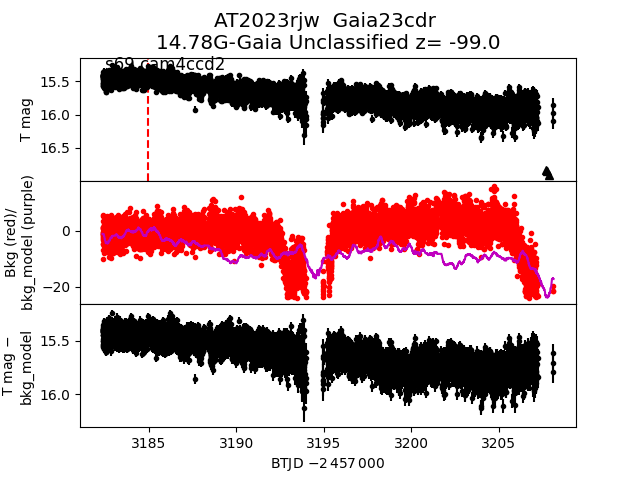 AT2023rjw  Gaia23cdr
14.78G-Gaia Unclassified z= -99.0
s69 cam4ccd2
15.5
16.0
16.5
T mag
0
−20
Bkg (red)/
bkg_model (purple)
15.5
16.0
T mag −
bkg_model
3185 3190 3195 3200 3205
BTJD −2 457 000